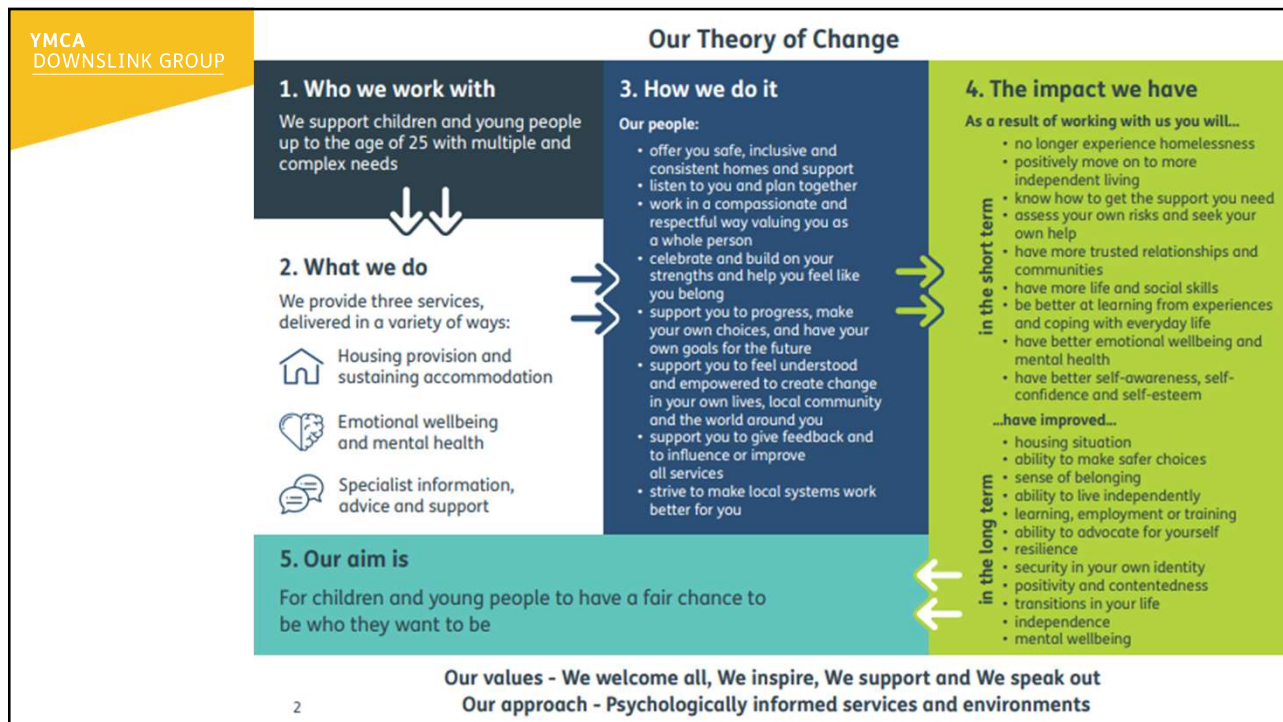 YMCA
DOWNSLINK GROUP
Our Theory of Change
1. Who we work with
We support children and young people
up to the age of 25 with multiple and
complex needs
2. What we do
We provide three services,
delivered in a variety of ways:
Housing provision and
sustaining accommodation
Emotional wellbeing
and mental health
Specialist information,
advice and support
3. How we do it
Our people:
• offer you safe, inclusive and
consistent homes and support
• listen to you and plan together
• work in a compassionate and
respectful way valuing you as
a whole person
• celebrate and build on your
strengths and help you feel like
you belong
• support you to progress, make
your own choices, and have your
own goals for the future
• support you to feel understood
and empowered to create change
in your own lives, local community
and the world around you
• support you to give feedback and
to influence or improve
all services
• strive to make local systems work
better for you
4. The impact we have
As a result of working with us you will...
in the short term
• no longer experience homelessness
• positively move on to more
independent living
• know how to get the support you need
• assess your own risks and seek your
own help
• have more trusted relationships and
communities
• have more life and social skills
• be better at learning from experiences
and coping with everyday life
• have better emotional wellbeing and
mental health
• have better self-awareness, self-
confidence and self-esteem
...have improved...
in the long term
• housing situation
• ability to make safer choices
• sense of belonging
• ability to live independently
• learning, employment or training
• ability to advocate for yourself
• resilience
• security in your own identity
• positivity and contentedness
• transitions in your life
• independence
• mental wellbeing
5. Our aim is
For children and young people to have a fair chance to
be who they want to be
Our values - We welcome all, We inspire, We support and We speak out
Our approach - Psychologically informed services and environments
2